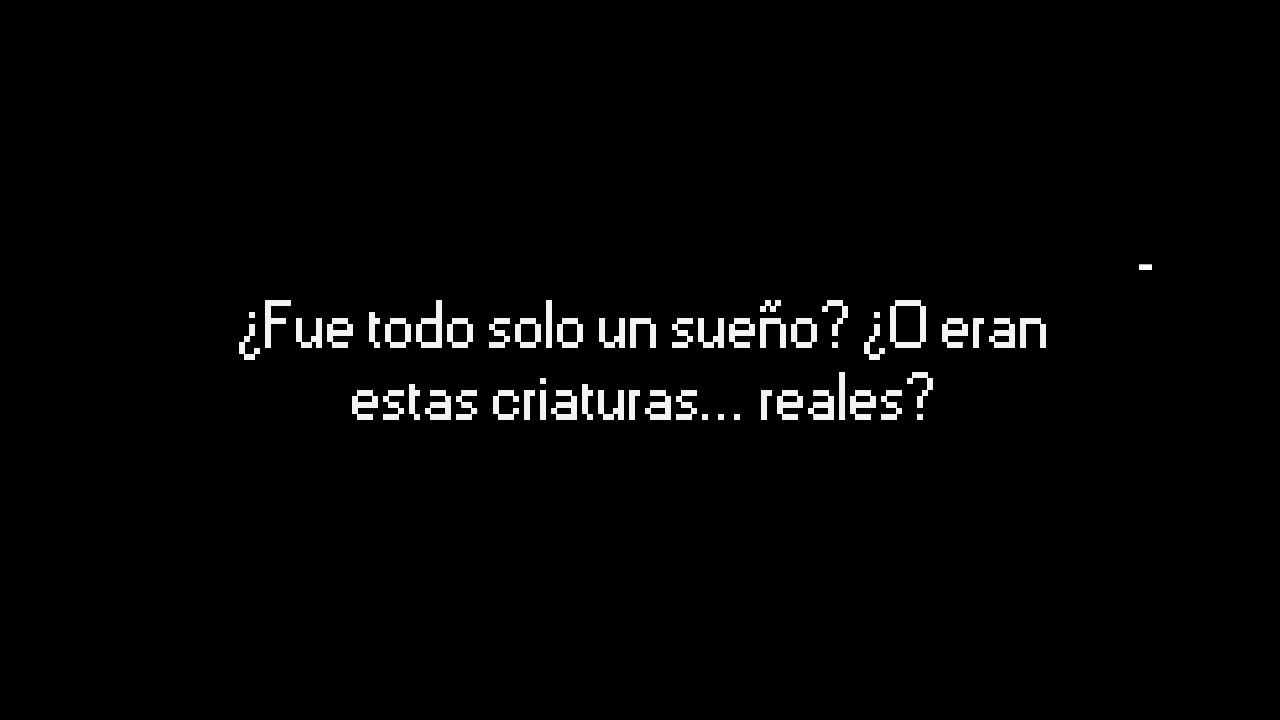 -
¿Fue todo solo un sueño? ¿O eran
estas criaturas... reales?